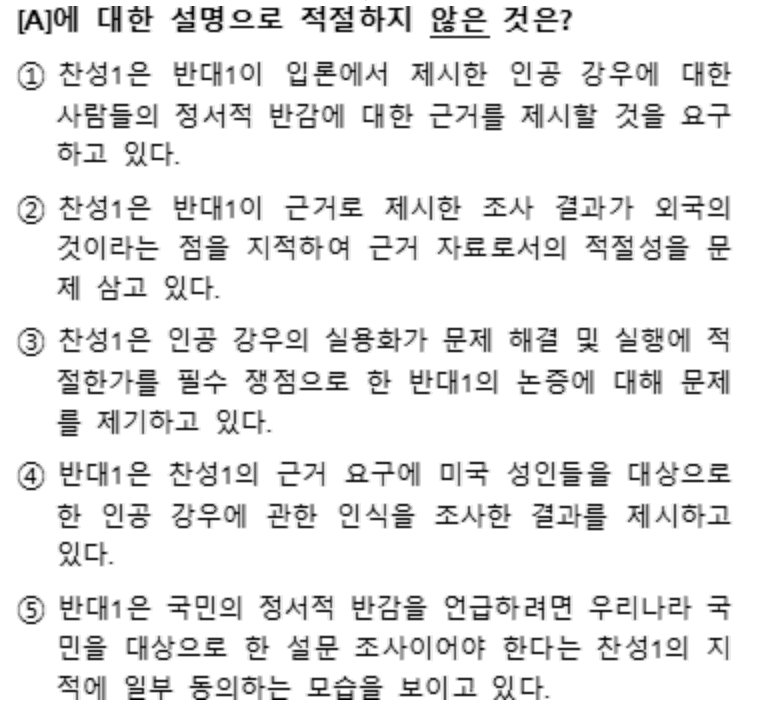 [A]에 대한 설명으로 적절하지 않은 것은?
① 찬성1은 반대1이 입론에서 제시한 인공 강우에 대한
사람들의 정서적 반감에 대한 근거를 제시할 것을 요구
하고 있다.
② 찬성1은 반대1이 근거로 제시한 조사 결과가 외국의
것이라는 점을 지적하여 근거 자료로서의 적절성을 문
제 삼고 있다.
③ 찬성1은 인공 강우의 실용화가 문제 해결 및 실행에 적
절한가를 필수 쟁점으로 한 반대1의 논증에 대해 문제
를 제기하고 있다.
④ 반대1은 찬성1의 근거 요구에 미국 성인들을 대상으로
한 인공 강우에 관한 인식을 조사한 결과를 제시하고
있다.
⑤ 반대1은 국민의 정서적 반감을 언급하려면 우리나라 국
민을 대상으로 한 설문 조사이어야 한다는 찬성1의 지
적에 일부 동의하는 모습을 보이고 있다.